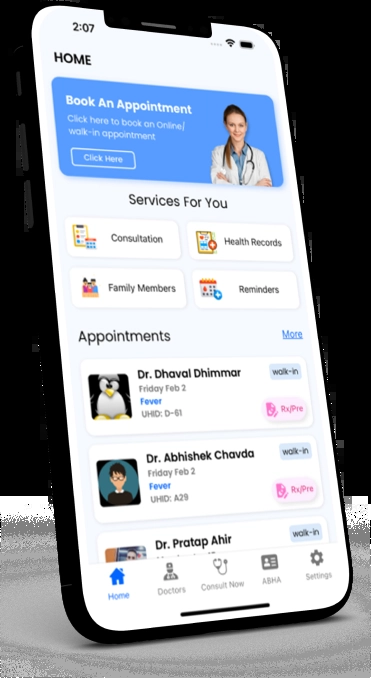 2:07
HOME
Book An Appointment
Click here to book an Online/
walk-in appointment
Click Here
Services For You
Consultation
Health Records
Family Members
Reminders
Appointments
More
Dr. Dhaval Dhimmar
walk-in
Friday Feb 2
Fever
UHID: D-61
Rx/Pre
Dr. Abhishek Chavda
walk-in
Friday Feb 2
Fever
UHID: A29
Rx/Pre
Dr. Pratap Ahir
walk-in
Home
Doctors
Consult Now
ABHA
Settings